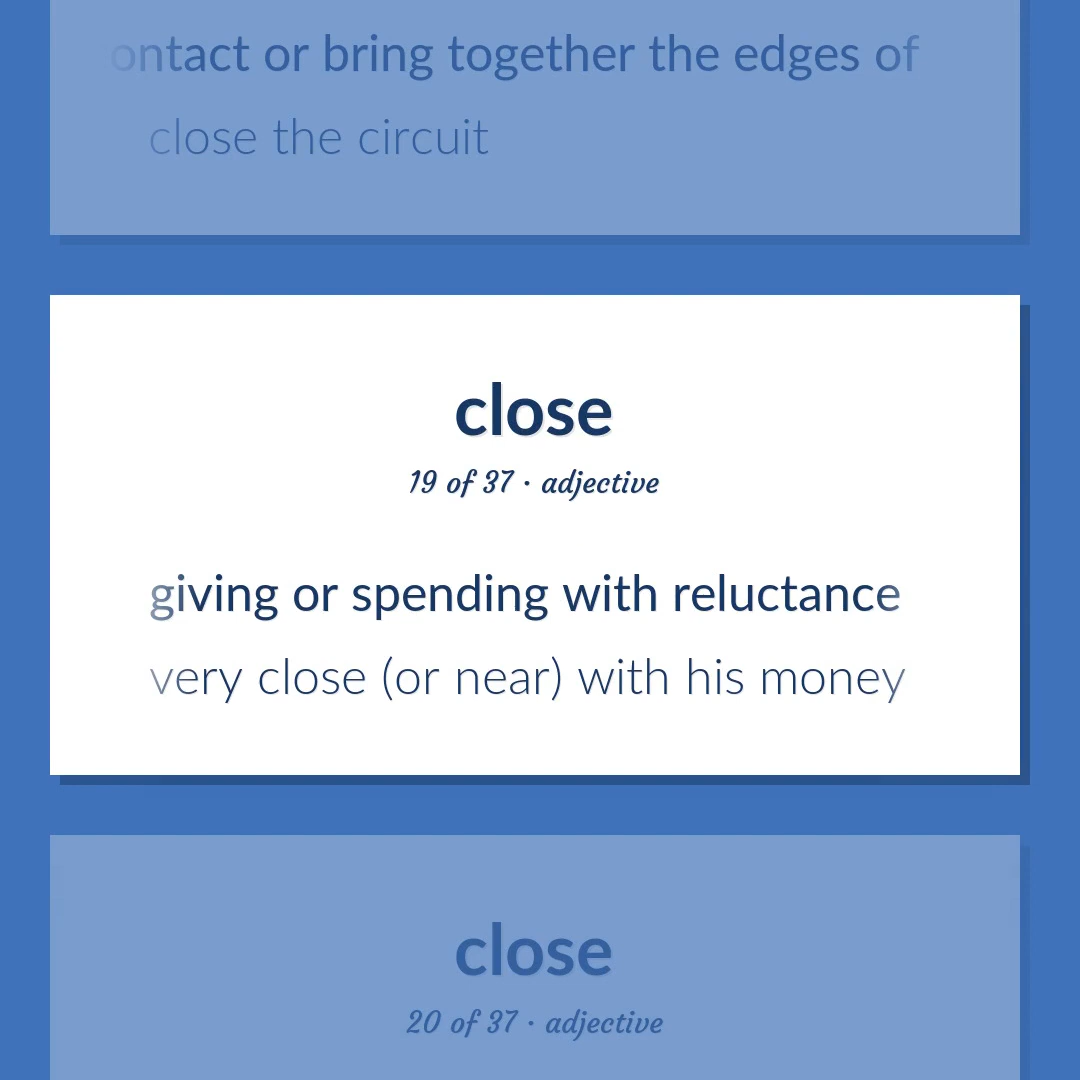 ontact or bring together the edges of
close the circuit
close
19 of 37 · adjective
giving or spending with reluctance
very close (or near) with his money
close
20 of 37 · adjective